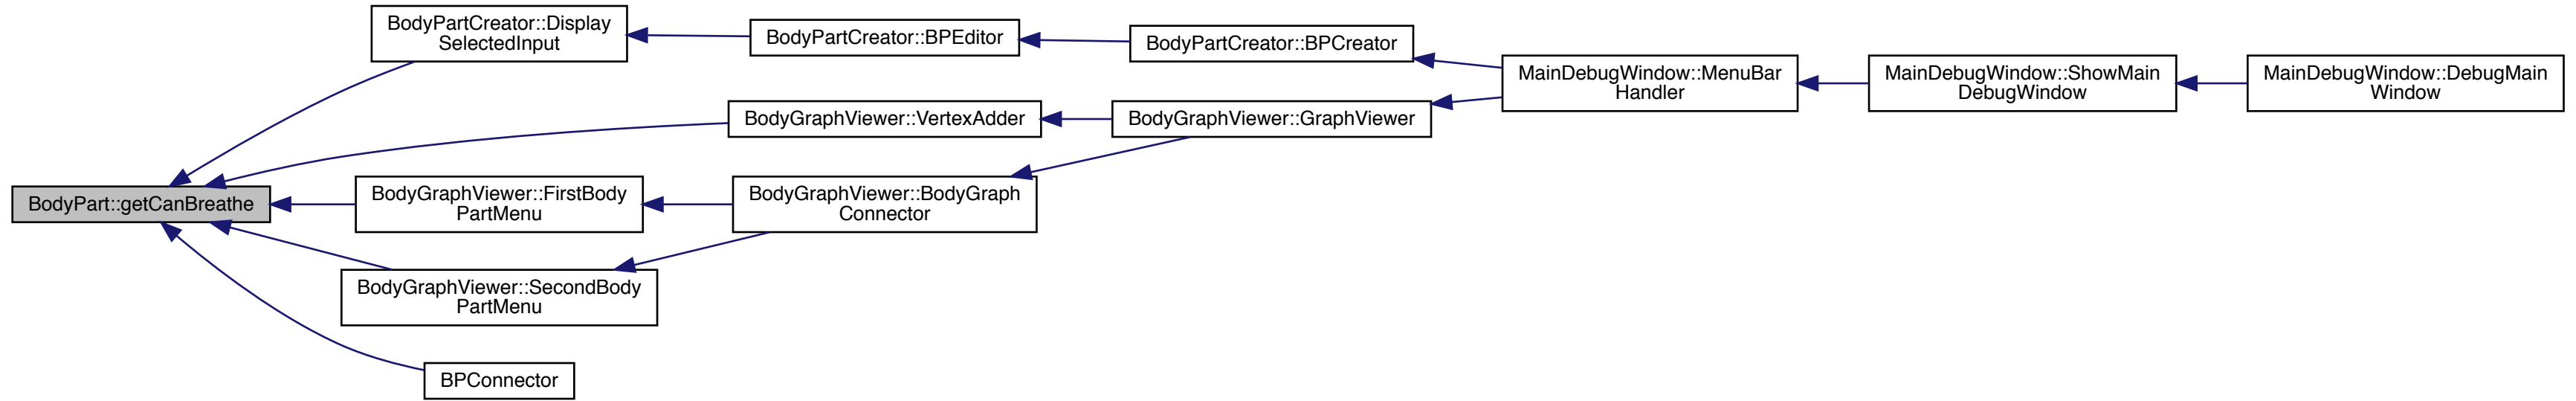 BodyPart::getCanBreathe
BodyPartCreator::Display
SelectedInput
BodyPartCreator::BPEditor
BodyPartCreator::BPCreator
MainDebugWindow::MenuBar
Handler
MainDebugWindow::ShowMain
DebugWindow
MainDebugWindow::DebugMain
Window
BodyGraphViewer::VertexAdder
BodyGraphViewer::GraphViewer
BodyGraphViewer::FirstBody
PartMenu
BodyGraphViewer::BodyGraph
Connector
BodyGraphViewer::SecondBody
PartMenu
BPConnector